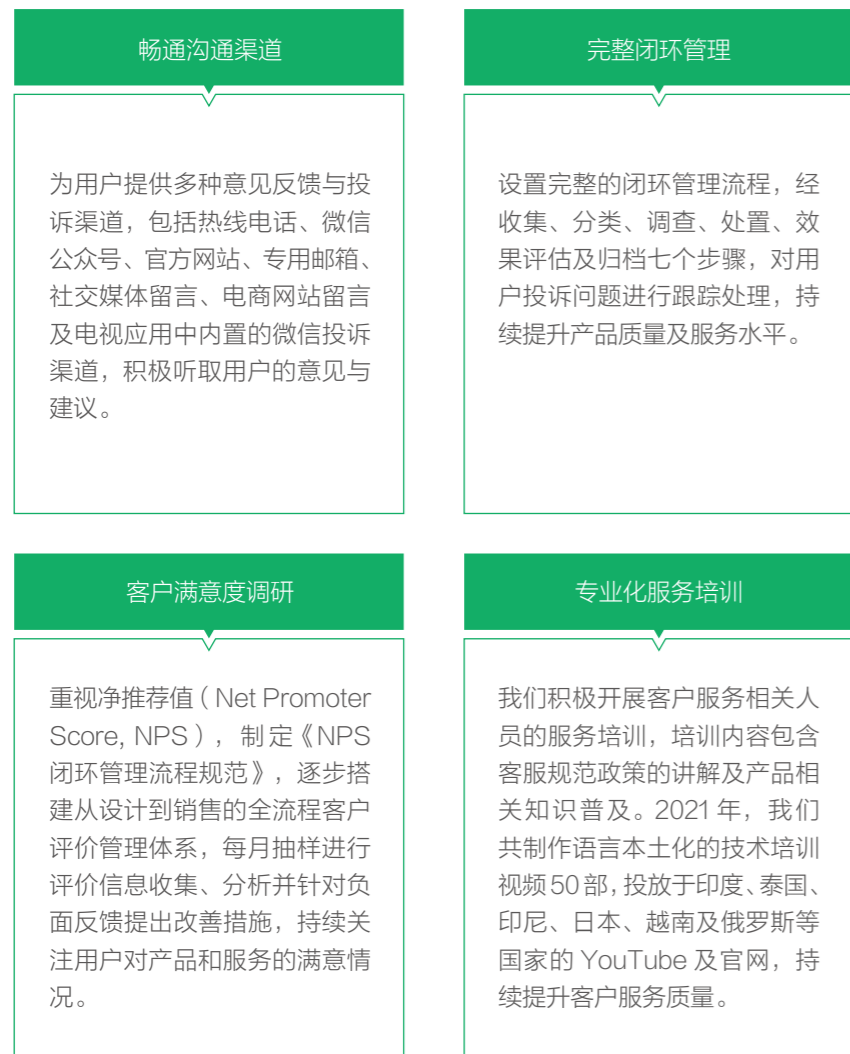 畅通沟通渠道
为用户提供多种意见反馈与投
诉渠道，包括热线电话、微信
公众号、官方网站、专用邮箱、
社交媒体留言、电商网站留言
及电视应用中内置的微信投诉
渠道，积极听取用户的意见与
建议。
完整闭环管理
设置完整的闭环管理流程，经
收集、分类、调查、处置、效
果评估及归档七个步骤，对用
户投诉问题进行跟踪处理，持
续提升产品质量及服务水平。
客户满意度调研
重视净推荐值（Net Promoter
Score, NPS），制定《NPS
闭环管理流程规范》，逐步搭
建从设计到销售的全流程客户
评价管理体系，每月抽样进行
评价信息收集、分析并针对负
面反馈提出改善措施，持续关
注用户对产品和服务的满意情
况。
专业化服务培训
我们积极开展客户服务相关人
员的服务培训，培训内容包含
客服规范政策的讲解及产品相
关知识普及。2021年，我们
共制作语言本土化的技术培训
视频50部，投放于印度、泰国、
印尼、日本、越南及俄罗斯等
国家的 YouTube 及官网，持
续提升客户服务质量。